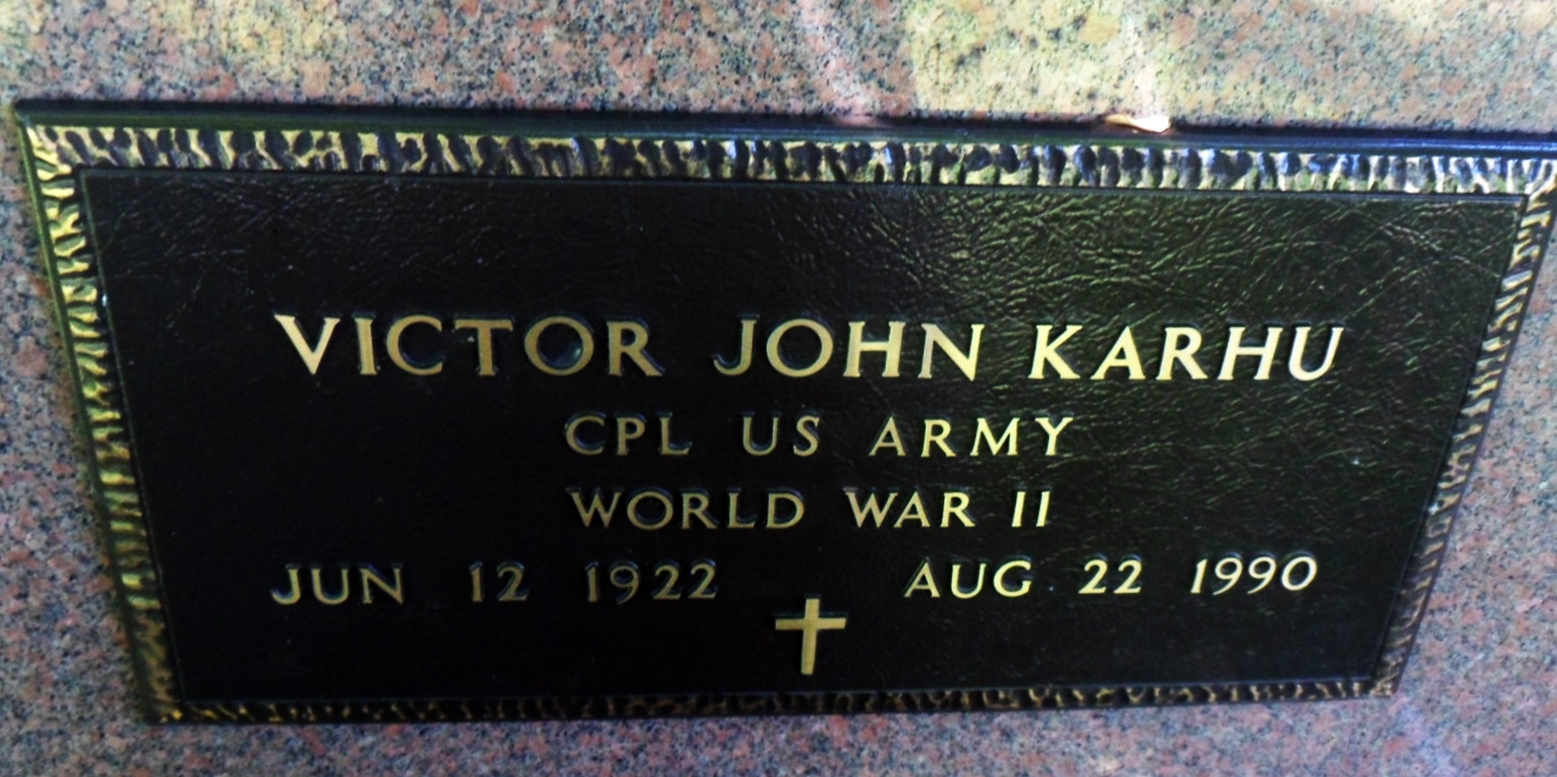 VICTOR JOHN KARHU
CPL US ARMY
WORLD WAR II
JUN 12 1922 AUG 22 1990